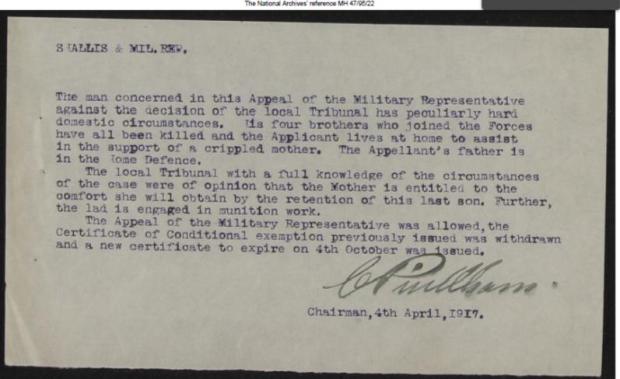 The National Archives' reference MH 47/95/22
SHALLIS & MIL.REP.
The man concerned in this Appeal of the Military Representative
against the decision of the local Tribunal has peculiarly hard
domestic circumstances. His four brothers who joined the Forces
have all been killed and the Applicant lives at home to assist
in the support of a crippled mother. The Appellant's father is
in the Home Defence.
The local Tribunal with a full knowledge of the circumstances
of the case were of opinion that the Mother is entitled to the
comfort she will obtain by the retention of this last son. Further,
the lad is engaged in munition work.
The Appeal of the Military Representative was allowed, the
Certificate of Conditional exemption previously issued was withdrawn
and a new certificate to expire on 4th October was issued.
Chairman, 4th April, 1917.